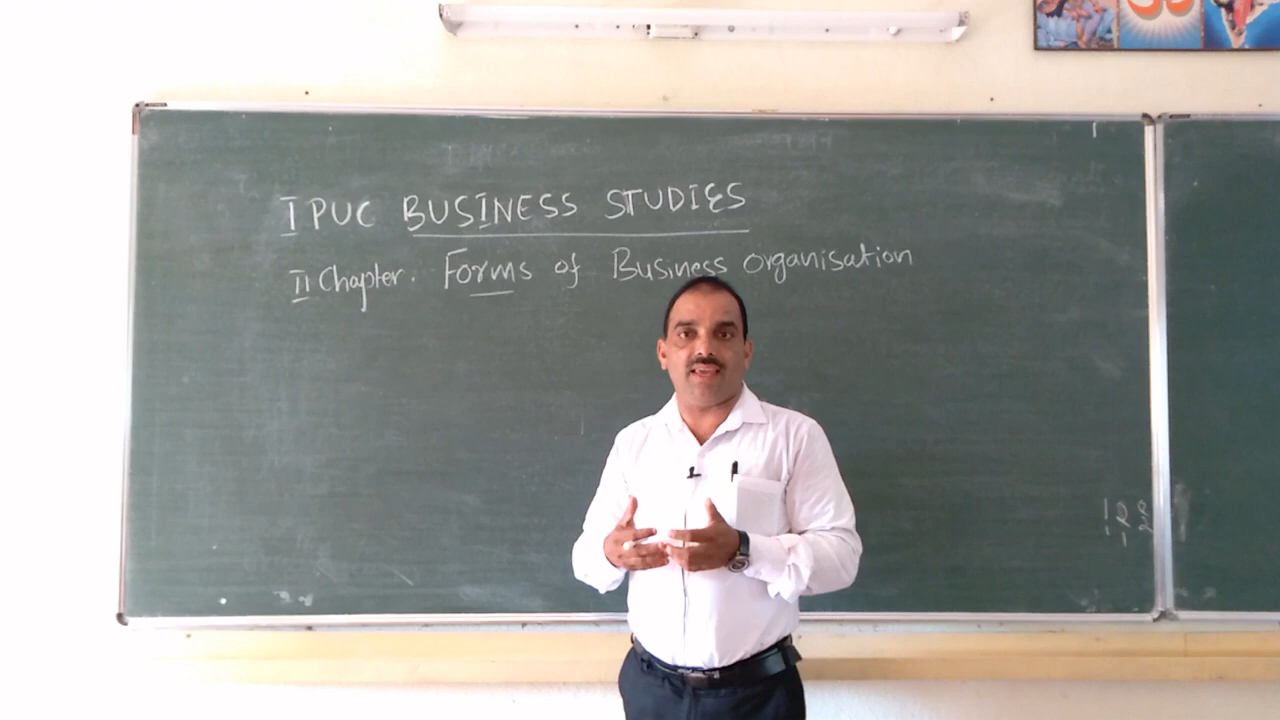 I PUC BUSINESS STUDIES
II Chapter. Forms of Business organisation